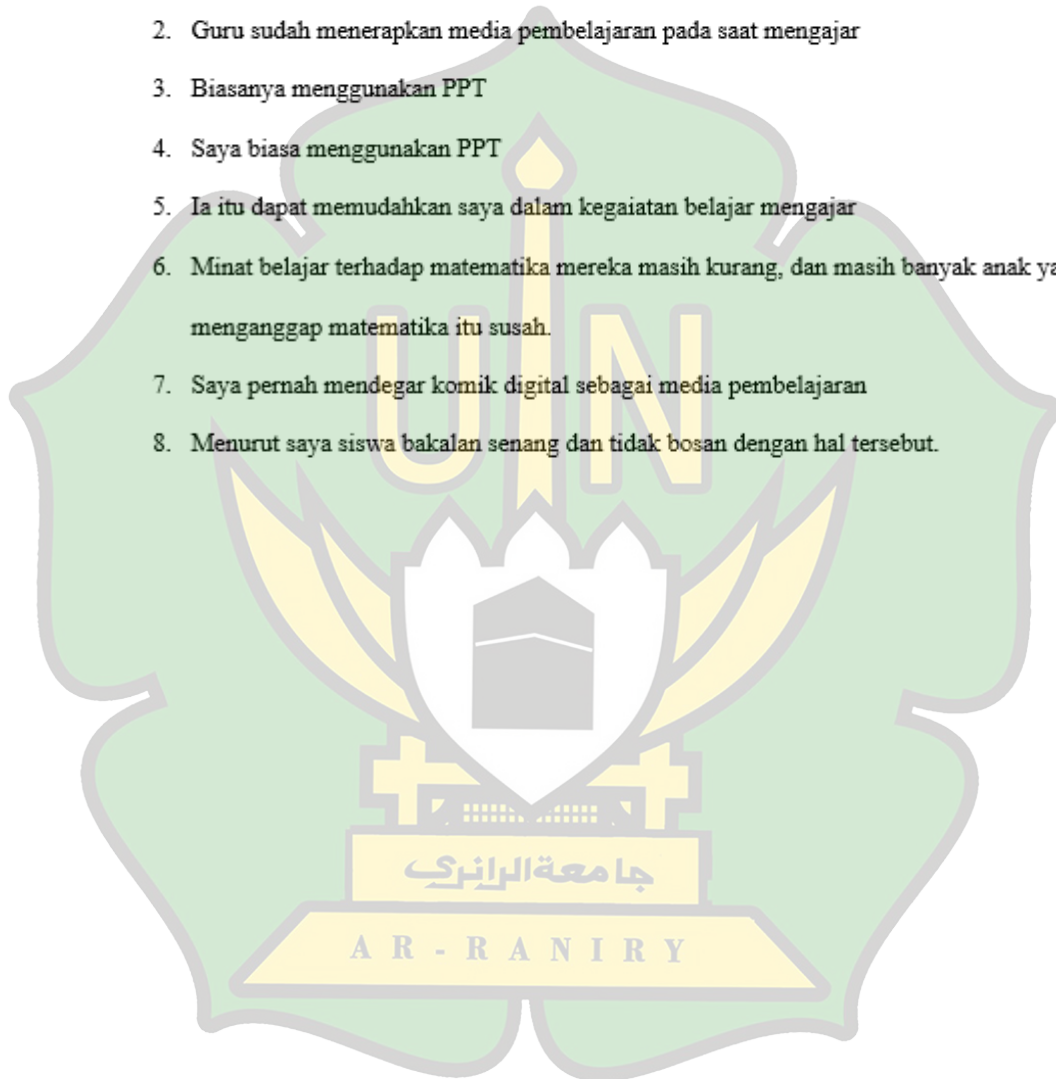 2. Guru sudah menerapkan media pembelajaran pada saat mengajar
3. Biasanya menggunakan PPT
4. Saya biasa menggunakan PPT
5. Ia itu dapat memudahkan saya dalam kegaiatan belajar mengajar
6. Minat belajar terhadap matematika mereka masih kurang, dan masih banyak anak ya
menganggap matematika itu susah.
7. Saya pernah mendegar komik digital sebagai media pembelajaran
8. Menurut saya siswa bakalan senang dan tidak bosan dengan hal tersebut.
UIN
جامعة الرانري
AR-RANIRY